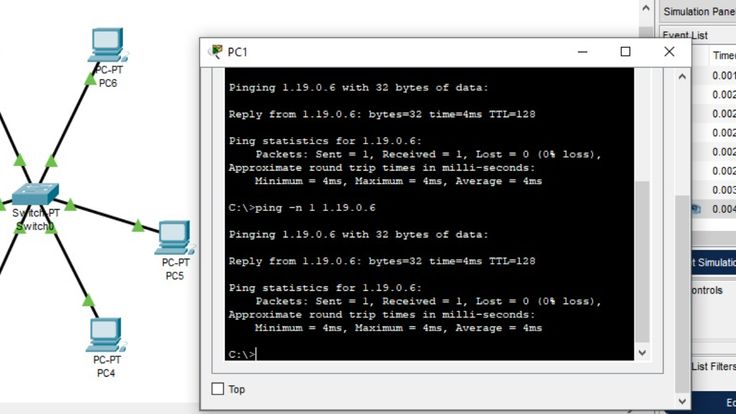 PC-PT
PC6
Switch-PT
Switch0
PC-PT
PC5
PC-PT
PC4
PC1
Pinging 1.19.0.6 with 32 bytes of data:
Reply from 1.19.0.6: bytes=32 time=4ms TTL=128
Ping statistics for 1.19.0.6:
Packets: Sent = 1, Received = 1, Lost = 0 (0% loss),
Approximate round trip times in milli-seconds:
Minimum = 4ms, Maximum = 4ms, Average = 4ms
C:\>ping -n 1 1.19.0.6
Pinging 1.19.0.6 with 32 bytes of data:
Reply from 1.19.0.6: bytes=32 time=4ms TTL=128
Ping statistics for 1.19.0.6:
Packets: Sent = 1, Received = 1, Lost = 0 (0% loss),
Approximate round trip times in milli-seconds:
Minimum = 4ms, Maximum = 4ms, Average = 4ms
C:\>
Top
Simulation Panel
Event List
Time
0.001
0.002
0.002
0.002
0.002
0.002
0.003
0.004
t Simulatio
ontrols
List Filters
Ed